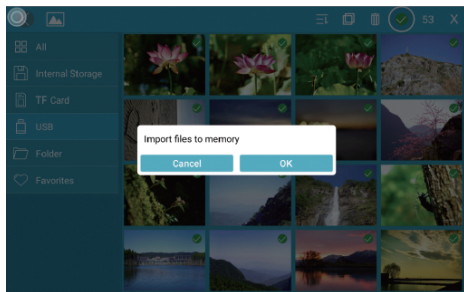 53 X
All
Internal Storage
TF Card
USB
Folder
Favorites
Import files to memory
Cancel OK